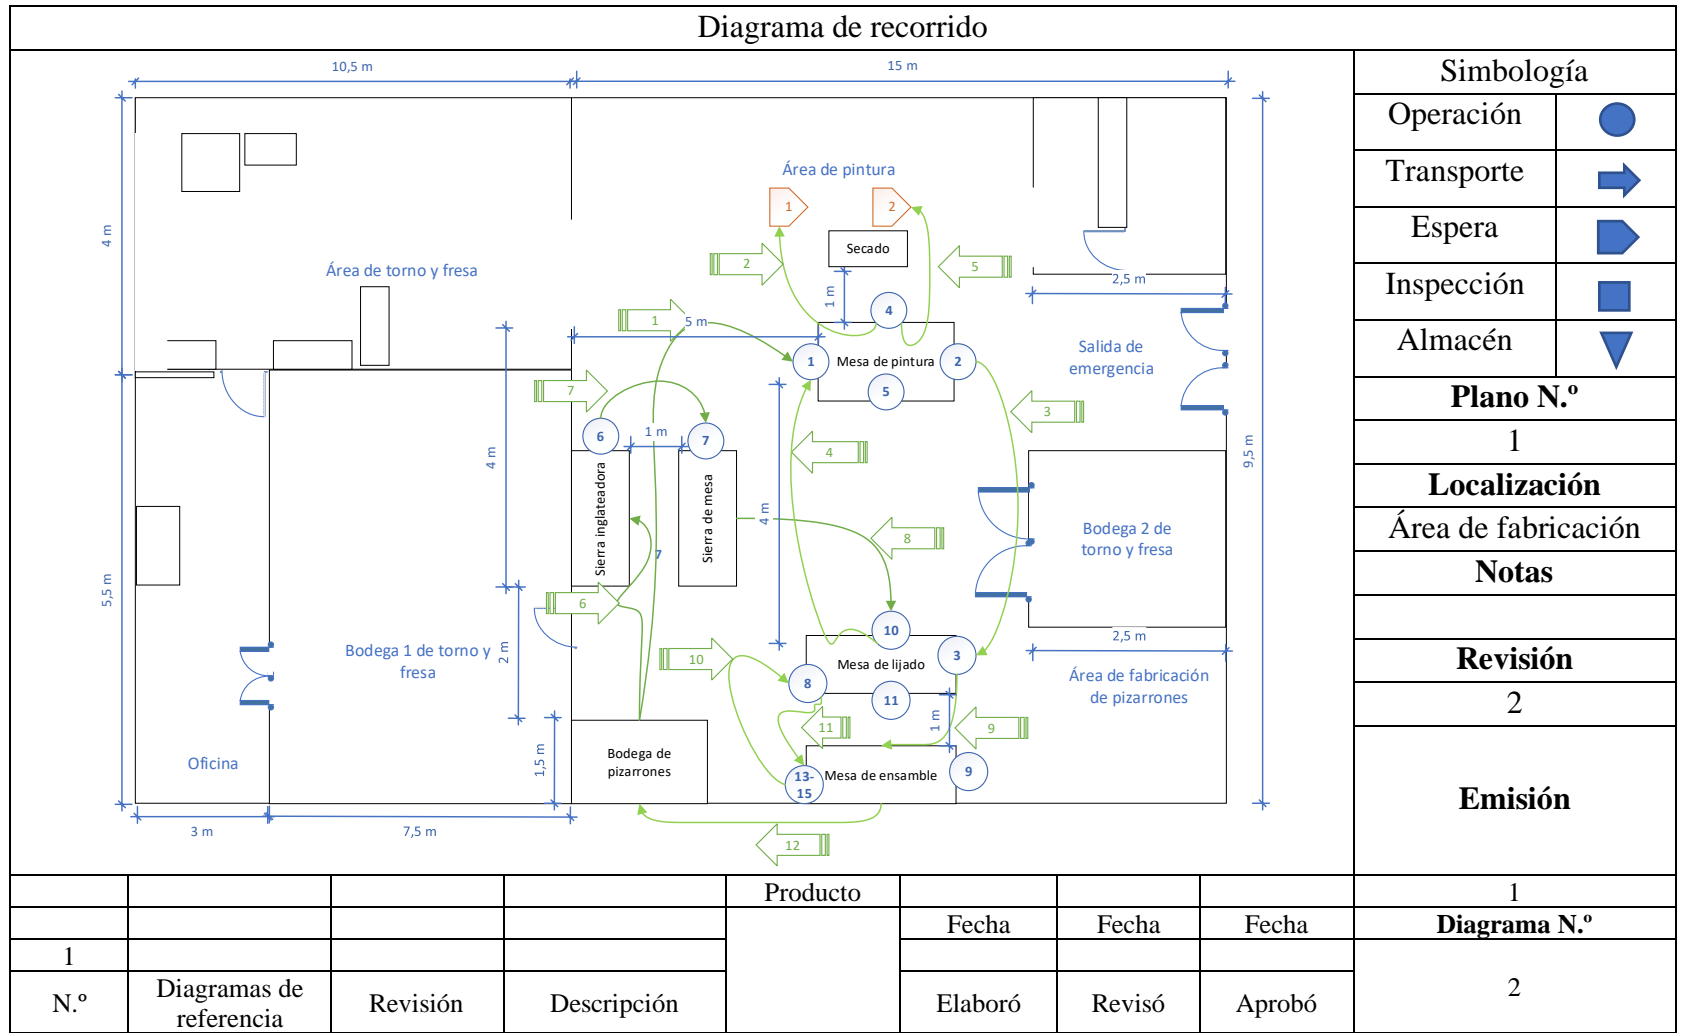 Diagrama de recorrido
10,5 m
15 m
Simbología
Operación
Transporte
Espera
Inspección
Almacén
Plano N.º
1
Localización
Área de fabricación
Notas
Revisión
2
Emisión
1
Diagrama N.º
2
Área de pintura
1
2
Secado
2
5
4 m
Área de torno y fresa
1 m
2,5 m
4
1
5 m
1
Mesa de pintura
2
5
Salida de
emergencia
7
3
6
1 m
7
4
4 m
9,5 m
Sierra inglateadora
Sierra de mesa
4 m
7
8
Bodega 2 de
torno y fresa
5,5 m
6
10
2,5 m
Bodega 1 de torno y
fresa
2 m
10
Mesa de lijado
3
8
11
Área de fabricación
de pizarrones
1 m
11
9
Oficina
1,5 m
Bodega de
pizarrones
13-
15
Mesa de ensamble
9
3 m
7,5 m
12
Producto
Fecha
Fecha
Fecha
1
N.º
Diagramas de
referencia
Revisión
Descripción
Elaboró
Revisó
Aprobó